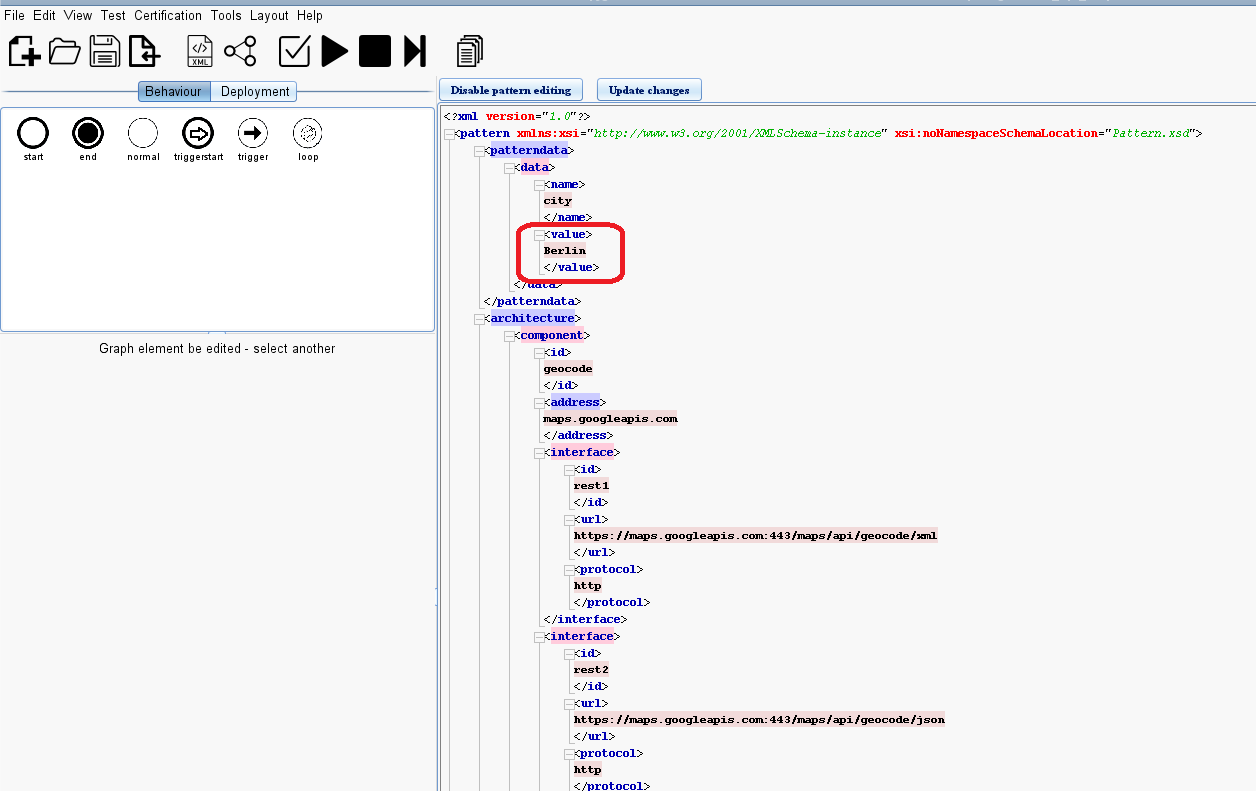 File Edit View Test Certification Tools Layout Help
</> XML
Behaviour Deployment
start end normal triggerstart trigger loop
Graph element be edited - select another
Disable pattern editing Update changes
<?xml version="1.0"?>
<pattern xmlns:xsi="http://www.w3.org/2001/XMLSchema-instance" xsi:noNamespaceSchemaLocation="Pattern.xsd">
<patterndata>
<data>
<name>
city
</name>
<value>
Berlin
</value>
</data>
</patterndata>
<architecture>
<component>
<id>
geocode
</id>
<address>
maps.googleapis.com
</address>
<interface>
<id>
rest1
</id>
<url>
https://maps.googleapis.com:443/maps/api/geocode/xml
</url>
<protocol>
http
</protocol>
</interface>
<interface>
<id>
rest2
</id>
<url>
https://maps.googleapis.com:443/maps/api/geocode/json
</url>
<protocol>
http
</protocol>